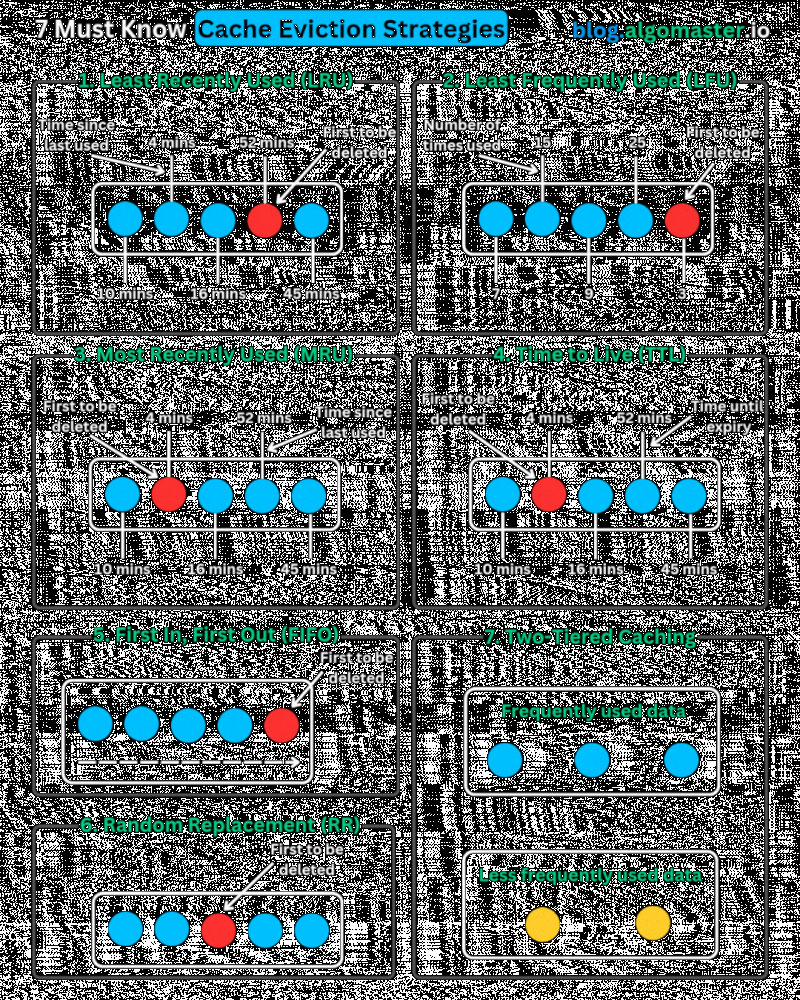 7 Must Know Cache Eviction Strategies
blog.algomaster.io
1. Least Recently Used (LRU)
Time since
last used
4 mins
52 mins
First to be
deleted
10 mins
16 mins
45 mins
2. Least Frequently Used (LFU)
Number of
times used
15
25
First to be
deleted
7
9
3
3. Most Recently Used (MRU)
First to be
deleted
4 mins
52 mins
Time since
last used
10 mins
16 mins
45 mins
4. Time to Live (TTL)
First to be
deleted
4 mins
52 mins
Time until
expiry
10 mins
16 mins
45 mins
5. First In, First Out (FIFO)
First to be
deleted
6. Random Replacement (RR)
First to be
deleted
7. Two-Tiered Caching
Frequently used data
Less frequently used data